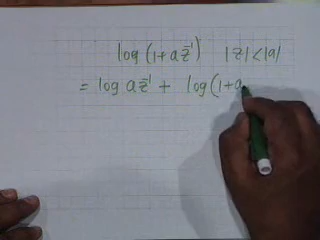 log (1+az⁻¹) |z|<|a|
= log az⁻¹ + log(1+a